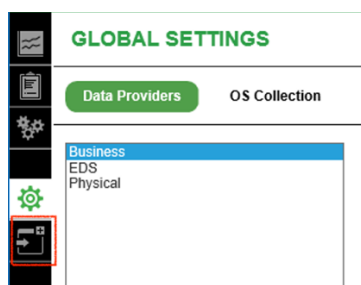 GLOBAL SETTINGS
Data Providers OS Collection
Business
EDS
Physical